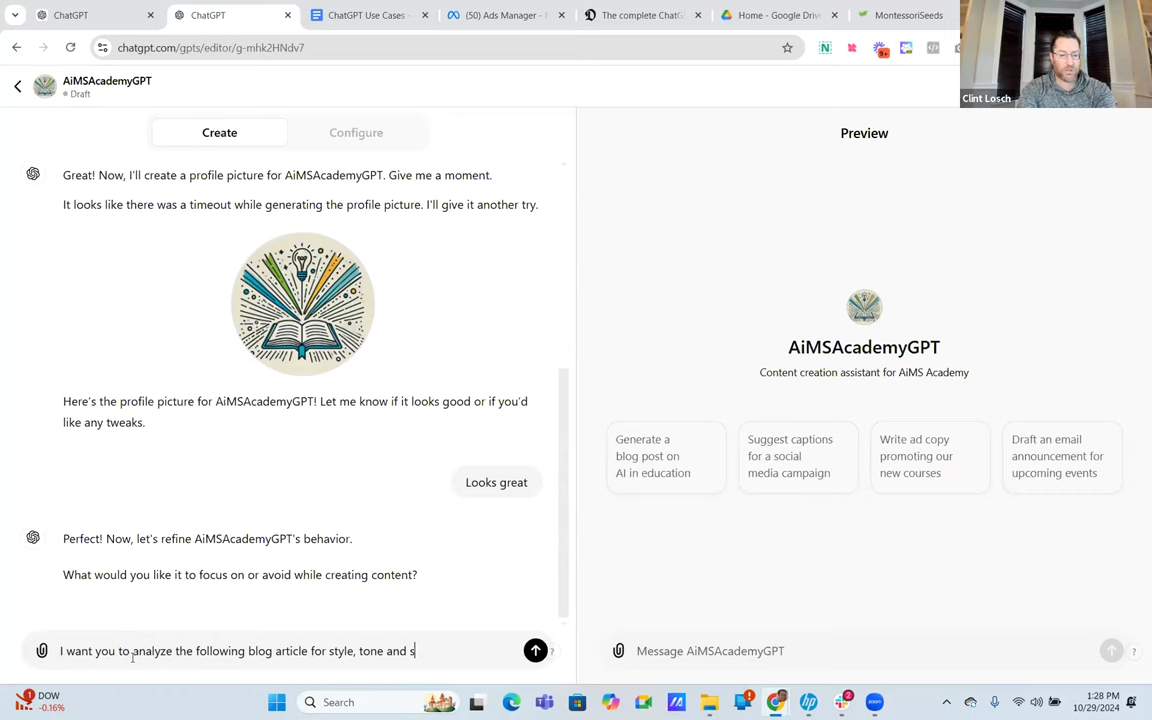 ChatGPT
ChatGPT
ChatGPT Use Cases -
(50) Ads Manager -
The complete ChatG
Home - Google Drive
MontessoriSeeds
chatgpt.com/gpts/editor/g-mhk2HNdv7
9+
Clint Losch
AiMSAcademyGPT
Draft
Create
Configure
Preview
Great! Now, I'll create a profile picture for AiMSAcademyGPT. Give me a moment.
It looks like there was a timeout while generating the profile picture. I'll give it another try.
Here's the profile picture for AiMSAcademyGPT! Let me know if it looks good or if you'd
like any tweaks.
Looks great
Perfect! Now, let's refine AiMSAcademyGPT's behavior.
What would you like it to focus on or avoid while creating content?
I want you to analyze the following blog article for style, tone and s
?
AiMSAcademyGPT
Content creation assistant for AiMS Academy
Generate a
blog post on
AI in education
Suggest captions
for a social
media campaign
Write ad copy
promoting our
new courses
Draft an email
announcement for
upcoming events
Message AiMSAcademyGPT
?
1
DOW
-0.16%
Search
2
1:28 PM
10/29/2024